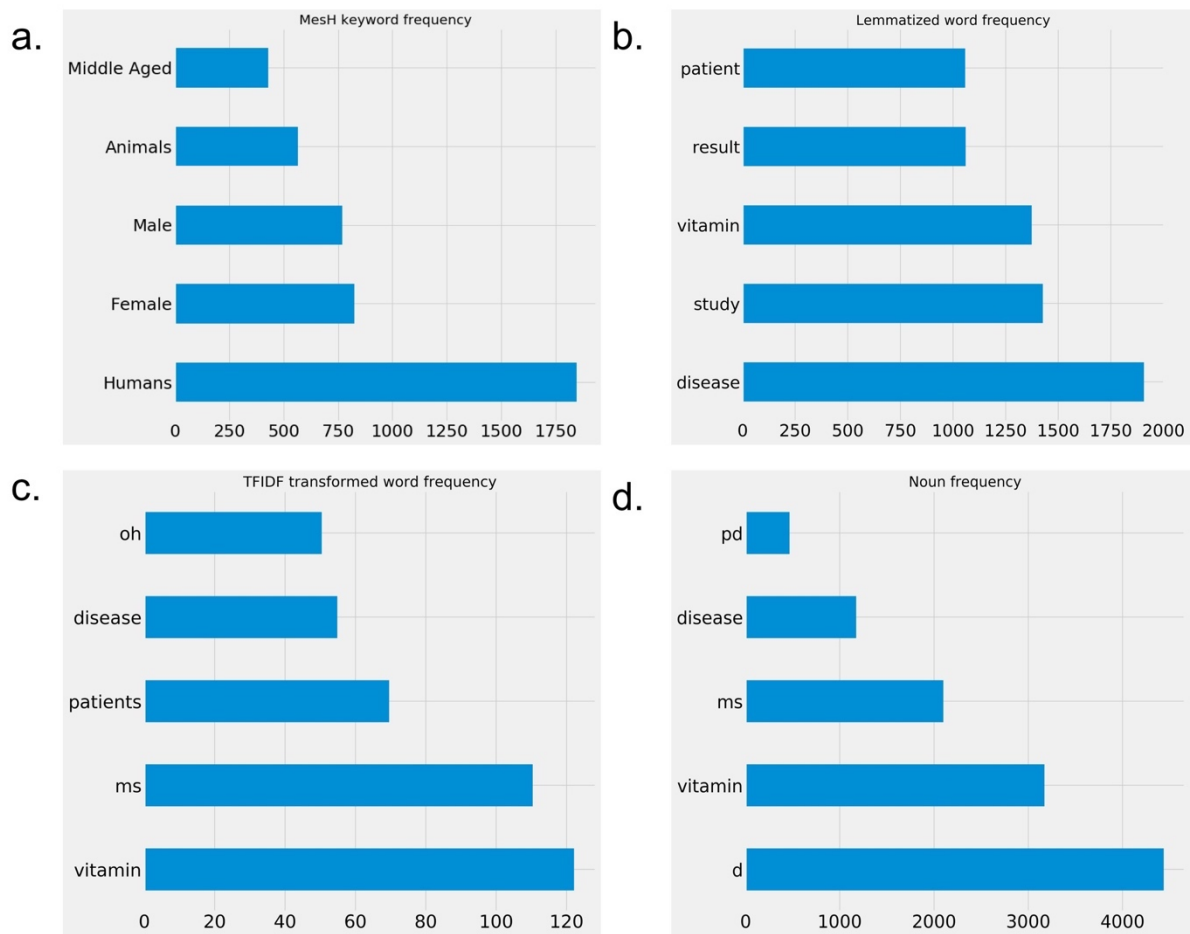 a.
MesH keyword frequency
Middle Aged
Animals
Male
Female
Humans
0 250 500 750 1000 1250 1500 1750
b.
Lemmatized word frequency
patient
result
vitamin
study
disease
0 250 500 750 1000 1250 1500 1750 2000
c.
TFIDF transformed word frequency
oh
disease
patients
ms
vitamin
0 20 40 60 80 100 120
d.
Noun frequency
pd
disease
ms
vitamin
d
0 1000 2000 3000 4000